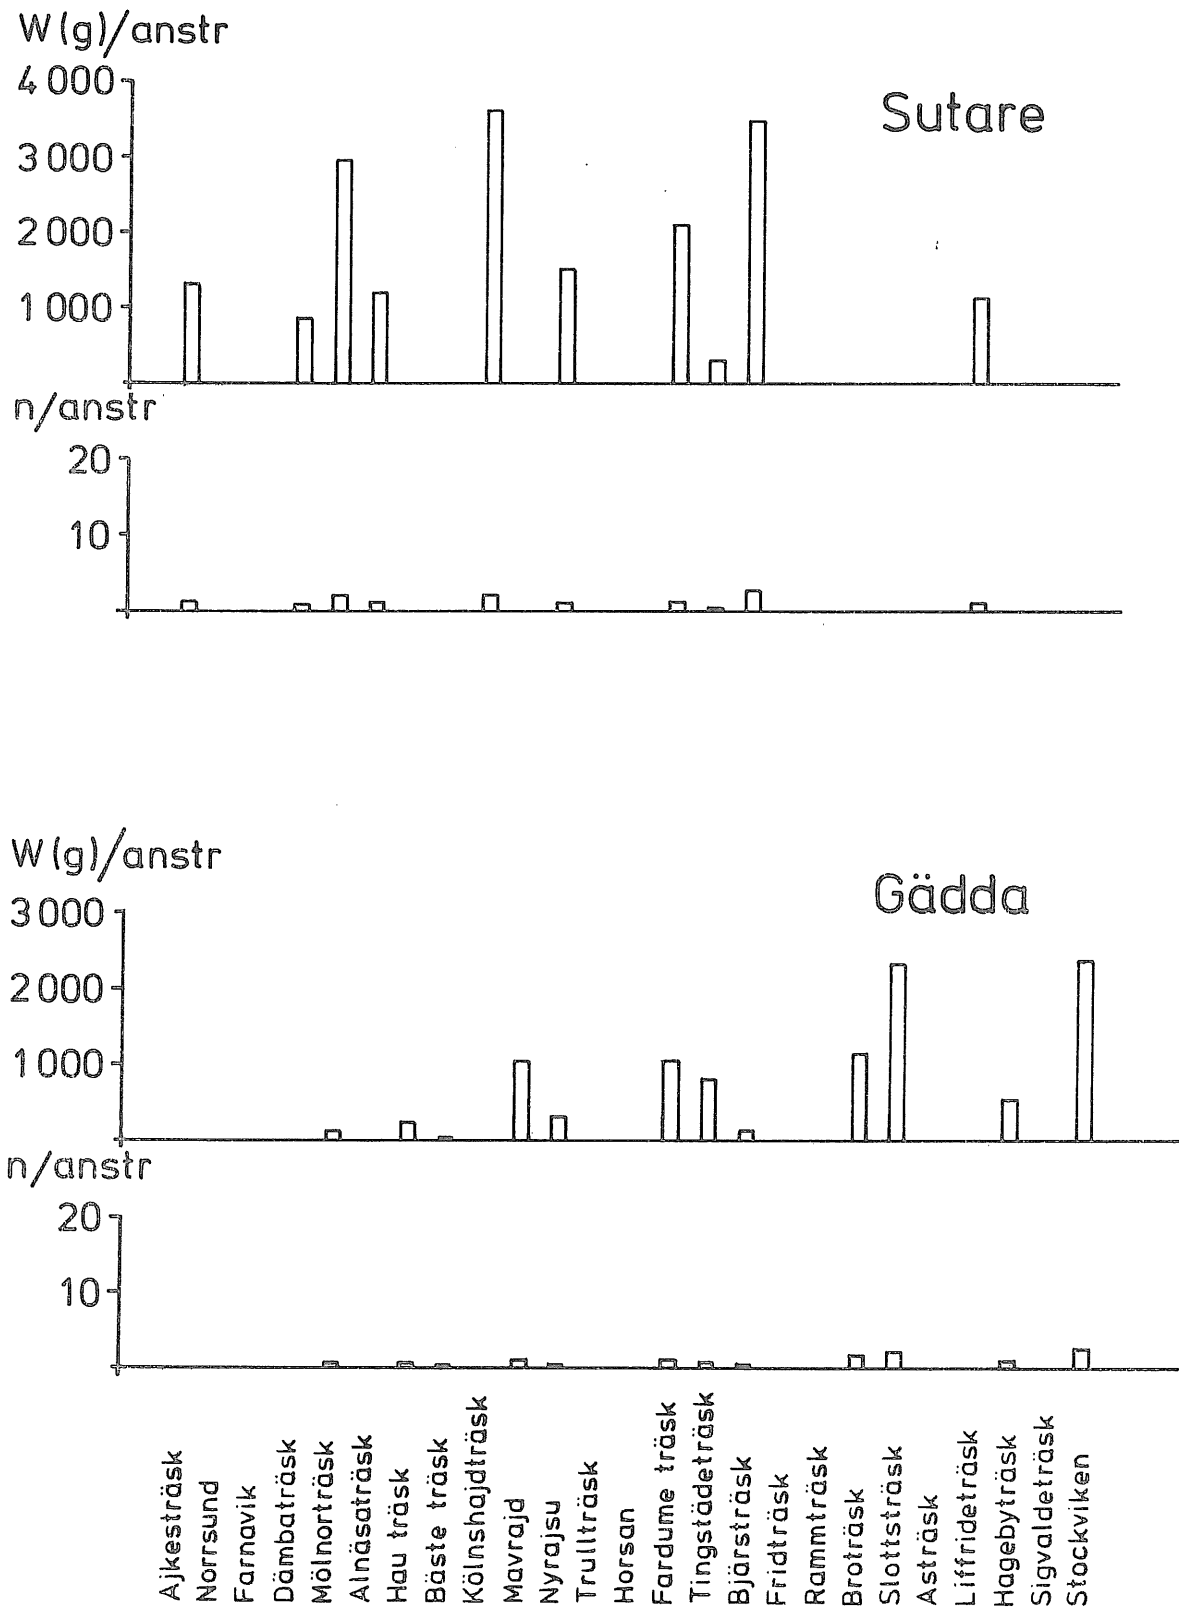 W(g)/anstr
4 000
Sutare
3 000
2 000
1 000
n/anstr
20
10
W(g)/anstr
Gädda
3 000
2 000
1 000
n/anstr
20
10
Ajkesträsk
Norrsund
Farnavik
Dämbaträsk
Mölnorträsk
Alnäsaträsk
Hau träsk
Bäste träsk
Kölnshajdträsk
Mavrajd
Nyrajsu
Trullträsk
Horsan
Fardume träsk
Tingstädeträsk
Bjärsträsk
Fridträsk
Rammträsk
Broträsk
Slottsträsk
Asträsk
Liffrideträsk
Hagebyträsk
Sigvaldeträsk
Stockviken